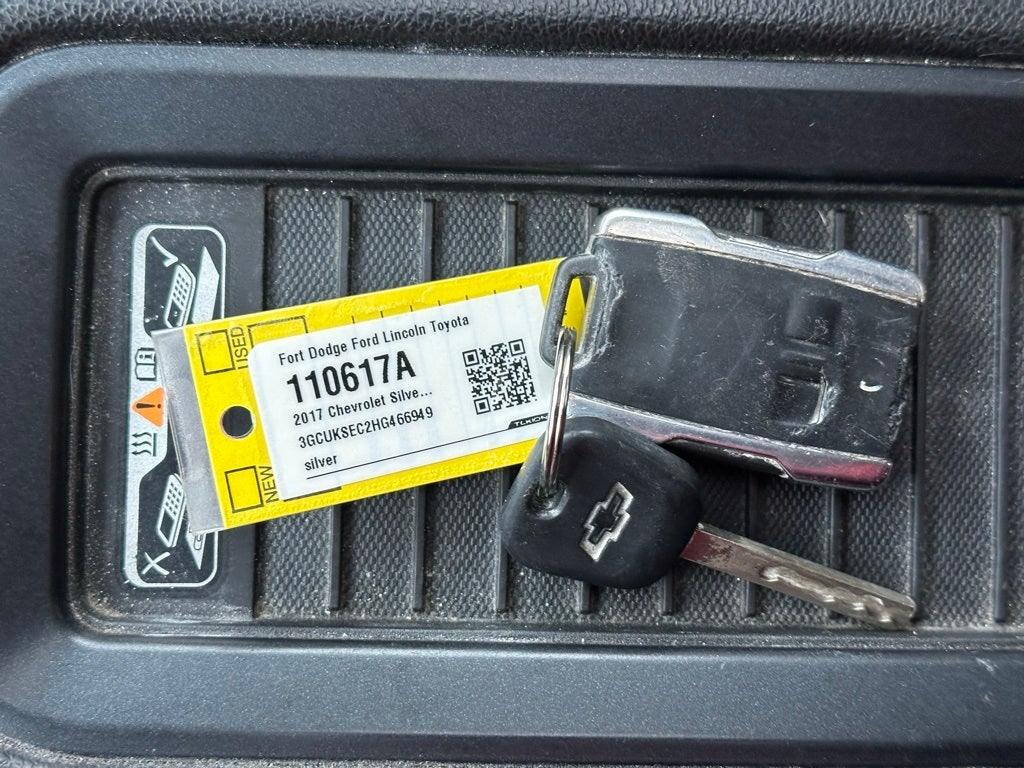 USED
NEW
Fort Dodge Ford Lincoln Toyota
110617A
2017 Chevrolet Silve...
3GCUKSEC2HG466949
silver